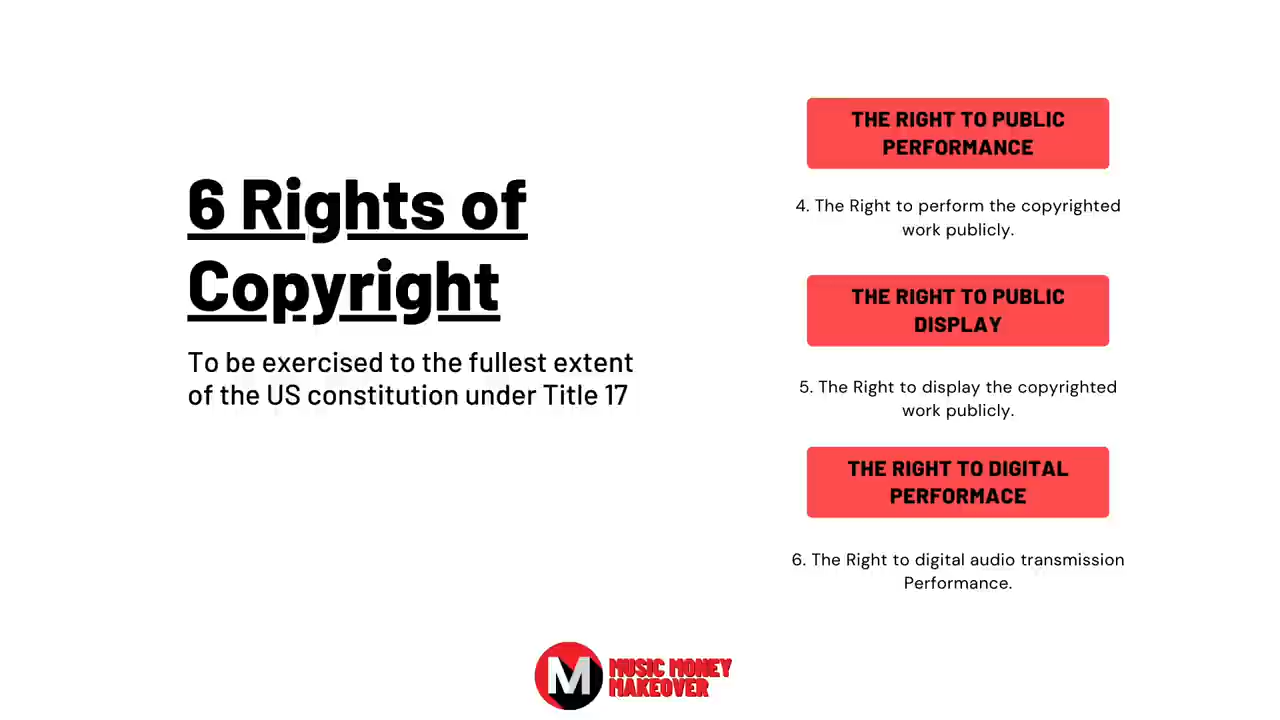 6 Rights of
Copyright
To be exercised to the fullest extent
of the US constitution under Title 17
THE RIGHT TO PUBLIC
PERFORMANCE
4. The Right to perform the copyrighted
work publicly.
THE RIGHT TO PUBLIC
DISPLAY
5. The Right to display the copyrighted
work publicly.
THE RIGHT TO DIGITAL
PERFORMACE
6. The Right to digital audio transmission
Performance.
M
MUSIC MONEY
MAKEOVER